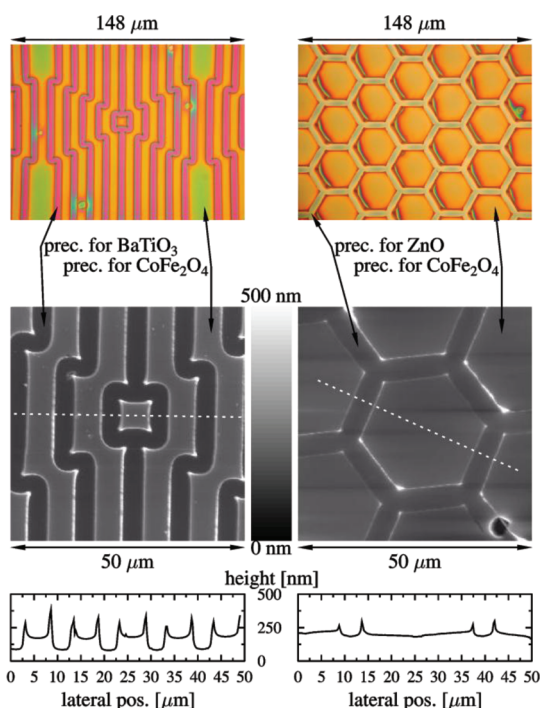 148 μm
148 μm
prec. for BaTiO3
prec. for CoFe2O4
prec. for ZnO
prec. for CoFe2O4
500 nm
0 nm
50 μm
50 μm
height [nm]
500
250
0
0 5 10 15 20 25 30 35 40 45 50
0 5 10 15 20 25 30 35 40 45 50
lateral pos. [μm]
lateral pos. [μm]